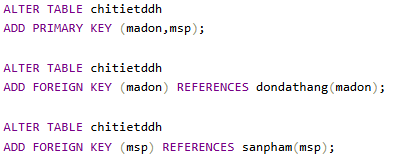 ALTER TABLE chitietddh
ADD PRIMARY KEY (madon,msp);
ALTER TABLE chitietddh
ADD FOREIGN KEY (madon) REFERENCES dondathang(madon);
ALTER TABLE chitietddh
ADD FOREIGN KEY (msp) REFERENCES sanpham(msp);